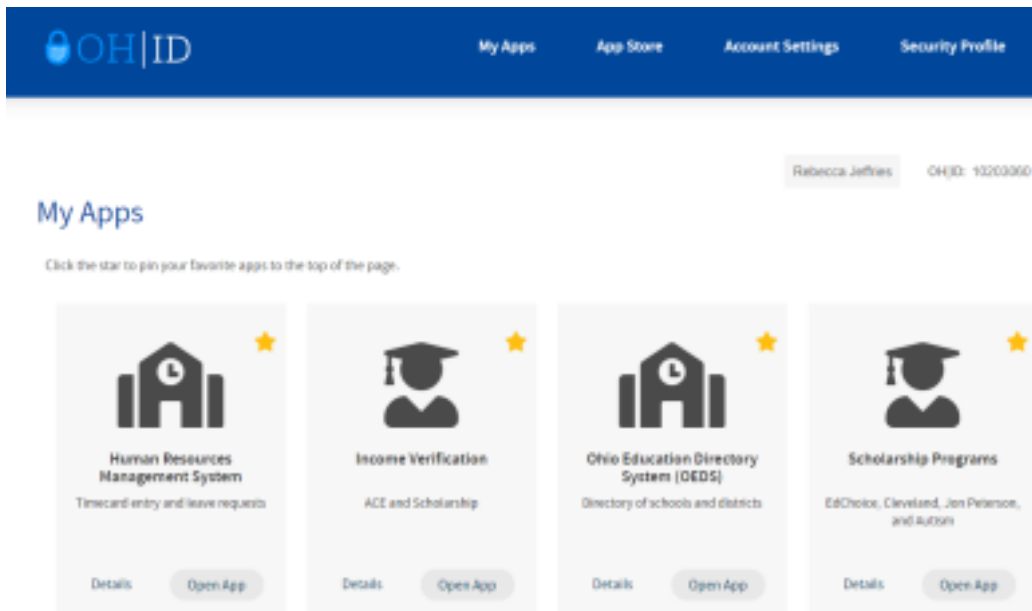 OH|ID
My Apps App Store Account Settings Security Profile
Rebecca Jeffries OH|ID: 10203060
My Apps
Click the star to pin your favorite apps to the top of the page.
Human Resources
Management System
Timecard entry and leave requests
Details Open App
Income Verification
ACE and Scholarship
Details Open App
Ohio Education Directory
System (OEDS)
Directory of schools and districts
Details Open App
Scholarship Programs
EdChoice, Cleveland, Jon Peterson,
and Autism
Details Open App